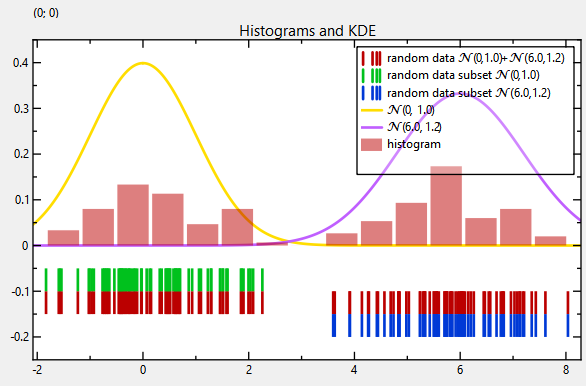 (0; 0)
Histograms and KDE
0.4
0.3
0.2
0.1
0
-0.1
-0.2
random data 𝒩(0,1.0)+𝒩(6.0,1.2)
random data subset 𝒩(0,1.0)
random data subset 𝒩(6.0,1.2)
𝒩(0, 1.0)
𝒩(6.0, 1.2)
histogram
-2 0 2 4 6 8